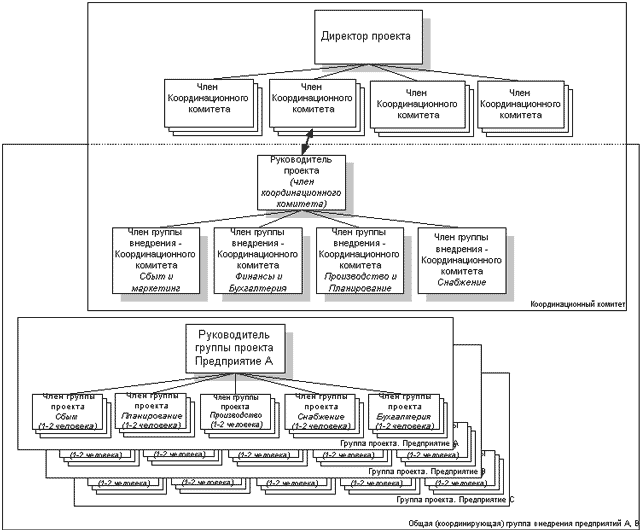 Директор проекта
Член
Координационного
комитета
Член
Координационного
комитета
Член
Координационного
комитета
Член
Координационного
комитета
Руководитель
проекта
(член
координационного
комитета)
Член группы
внедрения -
Координационного
комитета
Сбыт и
маркетинг
Член группы
внедрения -
Координационного
комитета
Финансы и
Бухгалтерия
Член группы
внедрения -
Координационного
комитета
Производство и
Планирование
Член группы
внедрения -
Координационного
комитета
Снабжение
Координационный комитет
Руководитель
группы проекта
Предприятие А
Член группы
проекта
Сбыт
(1-2 человека)
Член группы
проекта
Планирование
(1-2 человека)
Член группы
проекта
Производство
(1-2 человека)
Член группы
проекта
Снабжение
(1-2 человека)
Член группы
проекта
Бухгалтерия
(1-2 человека)
Группа проекта. Предприятие А
(1-2 человека)
(1-2 человека)
(1-2 человека)
(1-2 человека)
(1-2 человека)
Группа проекта. Предприятие В
(1-2 человека)
(1-2 человека)
(1-2 человека)
(1-2 человека)
(1-2 человека)
Группа проекта. Предприятие С
Общая (координирующая) группа внедрения предприятий А, В